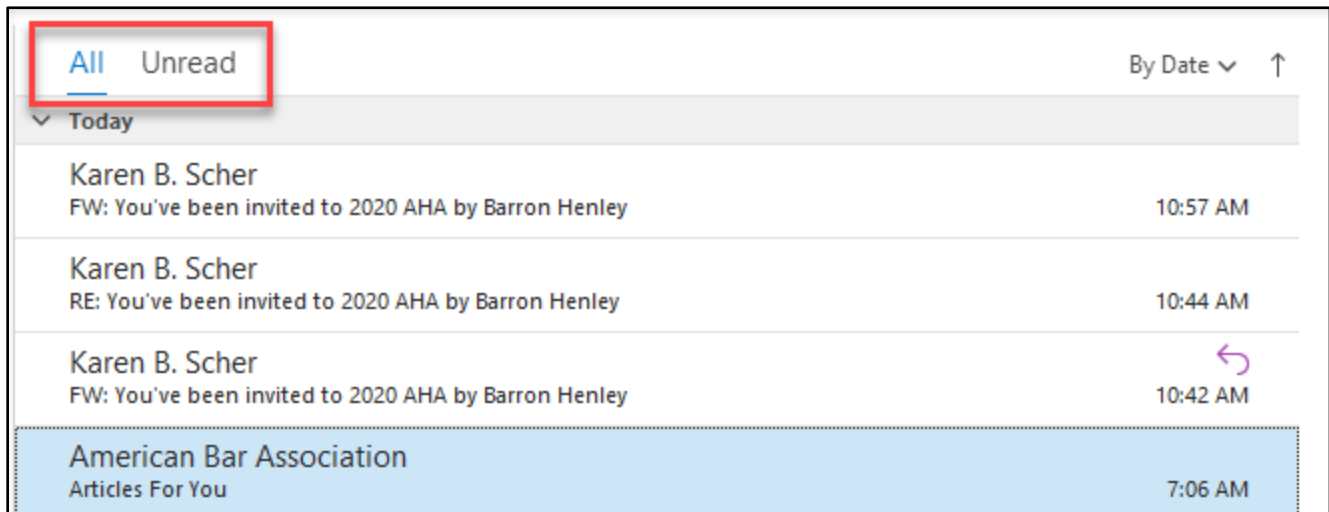 All Unread By Date
Today
Karen B. Scher
FW: You've been invited to 2020 AHA by Barron Henley 10:57 AM
Karen B. Scher
RE: You've been invited to 2020 AHA by Barron Henley 10:44 AM
Karen B. Scher
FW: You've been invited to 2020 AHA by Barron Henley 10:42 AM
American Bar Association
Articles For You 7:06 AM